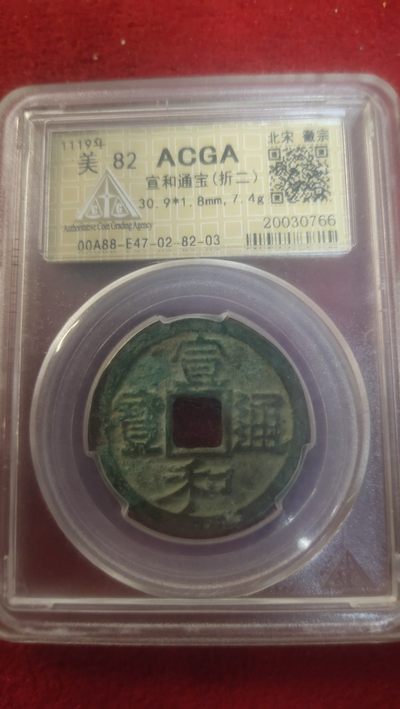 1119年
美 82
ACGA
北宋 徽宗
宣和通宝(折二)
30.9*1.8mm,7.4g
Authoritative Coin Grading Agency
20030766
00A88-E47-02-82-03
宣
和
通
寳